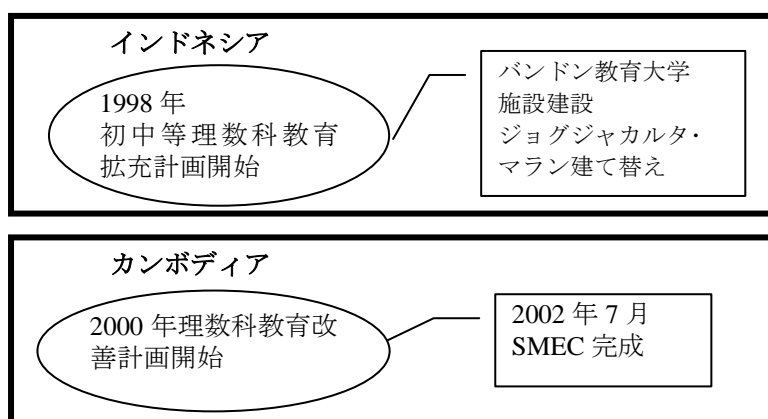 インドネシア
1998 年
初中等理数科教育
拡充計画開始
バンドン教育大学
施設建設
ジョグジャカルタ・
マラン建て替え
カンボディア
2000 年理数科教育改
善計画開始
2002 年 7 月
SMEC 完成